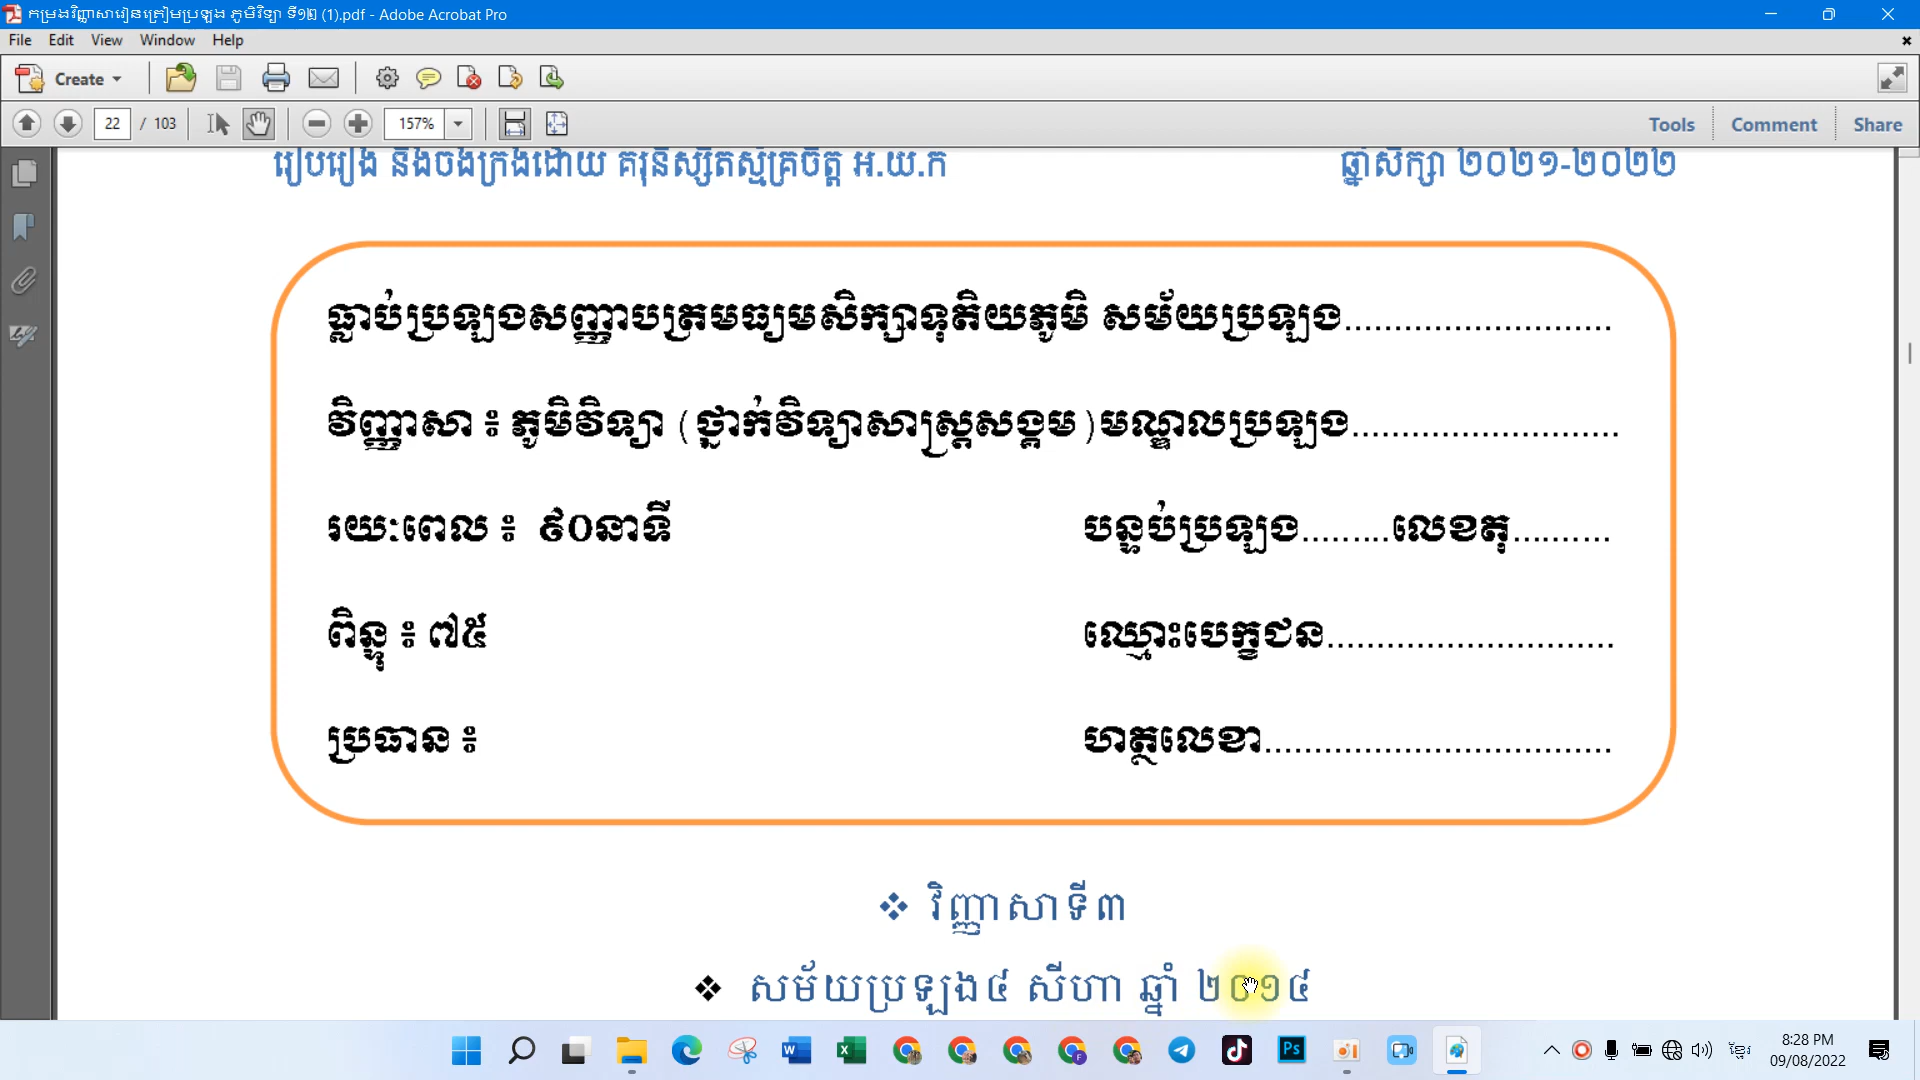 កម្រងវិញ្ញាសារៀនត្រៀមប្រឡង ភូមិវិទ្យា ទី១២ (1).pdf - Adobe Acrobat Pro
File Edit View Window Help
Create
22 / 103 157% Tools Comment Share
រៀបរៀង និងចងក្រងដោយ គរុនិស្សិតស្ម័គ្រចិត្ត អ.យ.ក ឆ្នាំសិក្សា ២០២១-២០២២
ធ្លាប់ប្រឡងសញ្ញាបត្រមធ្យមសិក្សាទុតិយភូមិ សម័យប្រឡង...........................
វិញ្ញាសា ៖ ភូមិវិទ្យា (ថ្នាក់វិទ្យាសាស្ត្រសង្គម)មណ្ឌលប្រឡង...........................
រយៈពេល ៖ ៩០នាទី បន្ទប់ប្រឡង.........លេខតុ..........
ពិន្ទុ ៖ ៧៥ ឈ្មោះបេក្ខជន.............................
ប្រធាន ៖ ហត្ថលេខា...................................
❖ វិញ្ញាសាទី៣
❖ សម័យប្រឡង៤ សីហា ឆ្នាំ ២០១៤
8:28 PM
ខ្មែរ
09/08/2022